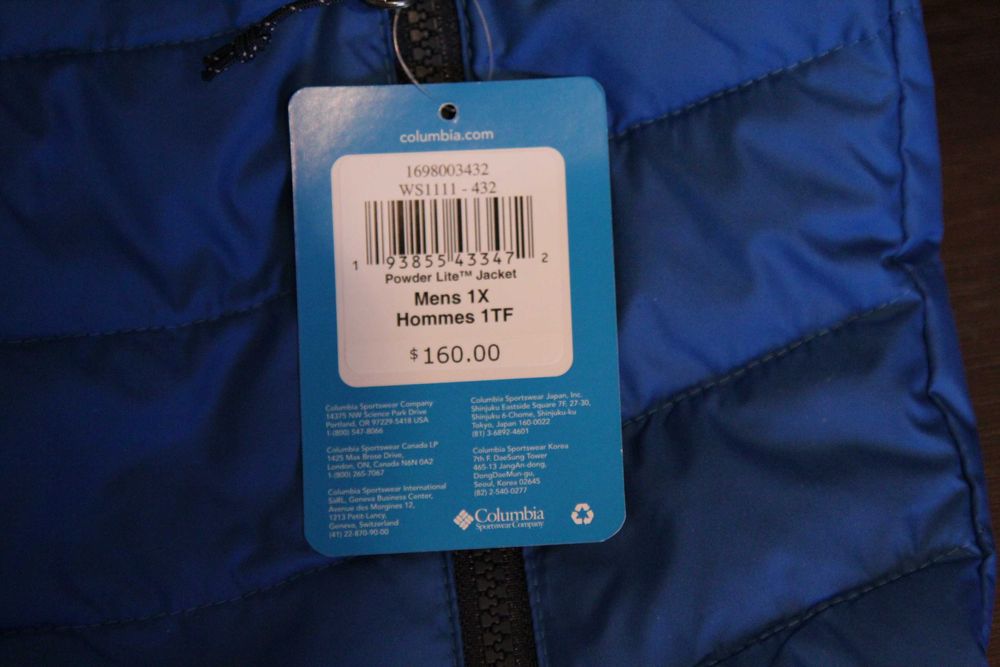 columbia.com
1698003432
WS1111 - 432
1 93855 43347 2
Powder Lite™ Jacket
Mens 1X
Hommes 1TF
$160.00
Columbia Sportswear Company
14375 NW Science Park Drive
Portland, OR 97229-5418 USA
1-(800) 547-8066
Columbia Sportswear Canada LP
1425 Max Brose Drive,
London, ON, Canada N6N 0A2
1-(800) 265-7067
Columbia Sportswear International
SàRL, Geneva Business Center,
Avenue des Morgines 12,
1213 Petit-Lancy,
Geneva, Switzerland
(41) 22-870-90-00
Columbia Sportswear Japan, Inc.
Shinjuku Eastside Square 7F, 27-30,
Shinjuku 6-Chome, Shinjuku-ku
Tokyo, Japan 160-0022
(81) 3-6892-4601
Columbia Sportswear Korea
7th F. DaeSung Tower
465-13 JangAn-dong,
DongDaeMun-gu,
Seoul, Korea 02645
(82) 2-540-0277
Columbia
Sportswear Company